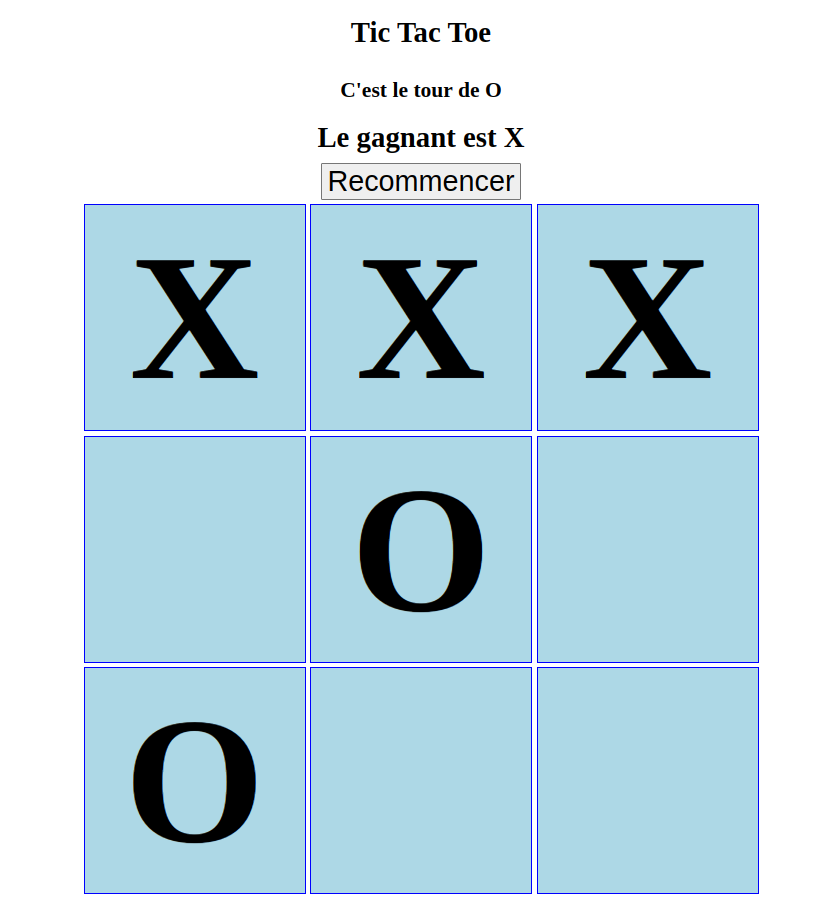 Tic Tac Toe
C'est le tour de O
Le gagnant est X
Recommencer
X X X
O
O